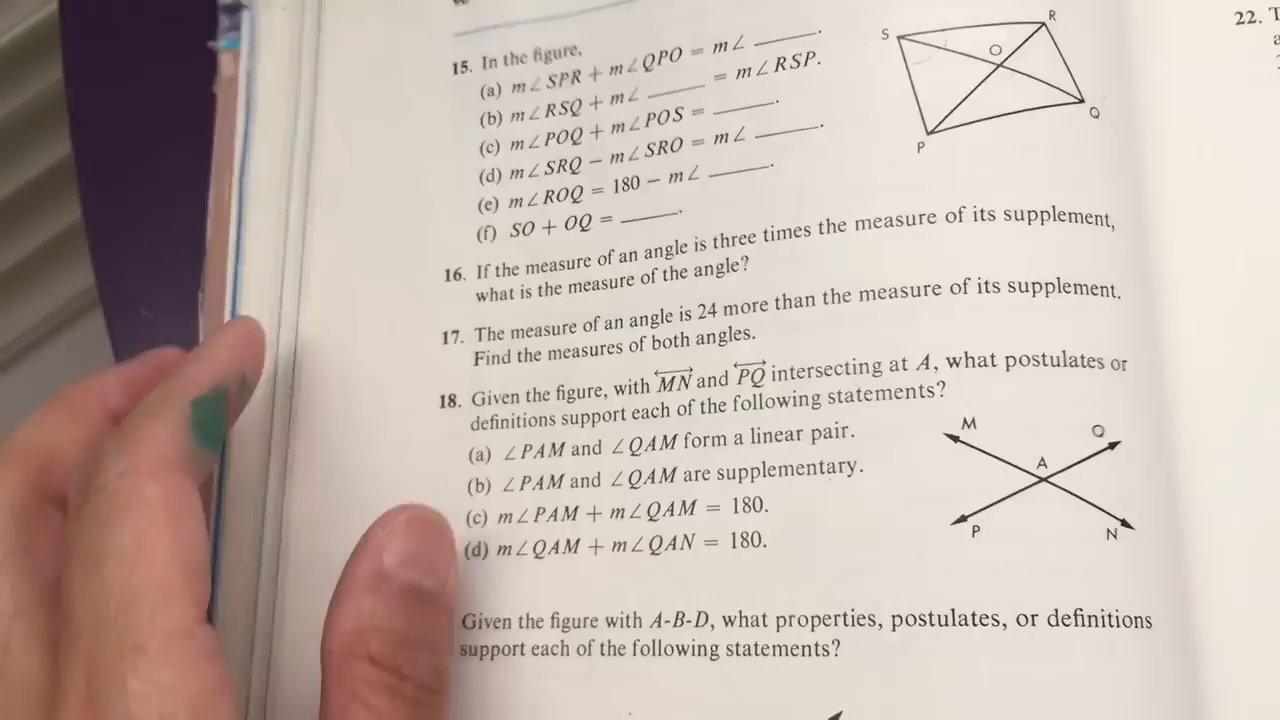 15. In the figure,
(a) m∠SPR + m∠QPO = m∠ ______.
(b) m∠RSQ + m∠ ______ = m∠RSP.
(c) m∠POQ + m∠POS = ______.
(d) m∠SRQ − m∠SRO = m∠ ______.
(e) m∠ROQ = 180 − m∠ ______.
(f) SO + OQ = ______.
S
R
O
Q
P
16. If the measure of an angle is three times the measure of its supplement,
what is the measure of the angle?
17. The measure of an angle is 24 more than the measure of its supplement.
Find the measures of both angles.
18. Given the figure, with MN and PQ intersecting at A, what postulates or
definitions support each of the following statements?
(a) ∠PAM and ∠QAM form a linear pair.
(b) ∠PAM and ∠QAM are supplementary.
(c) m∠PAM + m∠QAM = 180.
(d) m∠QAM + m∠QAN = 180.
M
Q
A
P
N
Given the figure with A-B-D, what properties, postulates, or definitions
support each of the following statements?
22. T